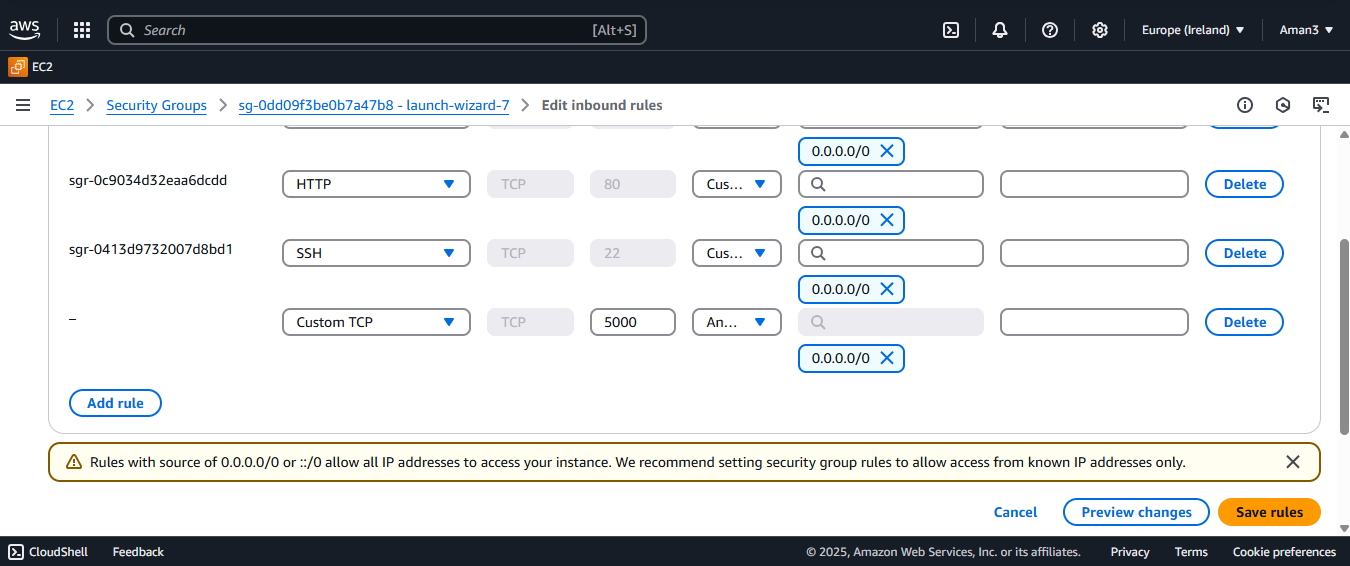 aws
Search
[Alt+S]
Europe (Ireland)
Aman3
EC2
EC2
Security Groups
sg-0dd09f3be0b7a47b8 - launch-wizard-7
Edit inbound rules
0.0.0.0/0
sgr-0c9034d32eaa6dcdd
HTTP
TCP
80
Cus...
Delete
0.0.0.0/0
sgr-0413d9732007d8bd1
SSH
TCP
22
Cus...
Delete
0.0.0.0/0
–
Custom TCP
TCP
5000
An...
Delete
0.0.0.0/0
Add rule
Rules with source of 0.0.0.0/0 or ::/0 allow all IP addresses to access your instance. We recommend setting security group rules to allow access from known IP addresses only.
Cancel
Preview changes
Save rules
CloudShell
Feedback
© 2025, Amazon Web Services, Inc. or its affiliates.
Privacy
Terms
Cookie preferences